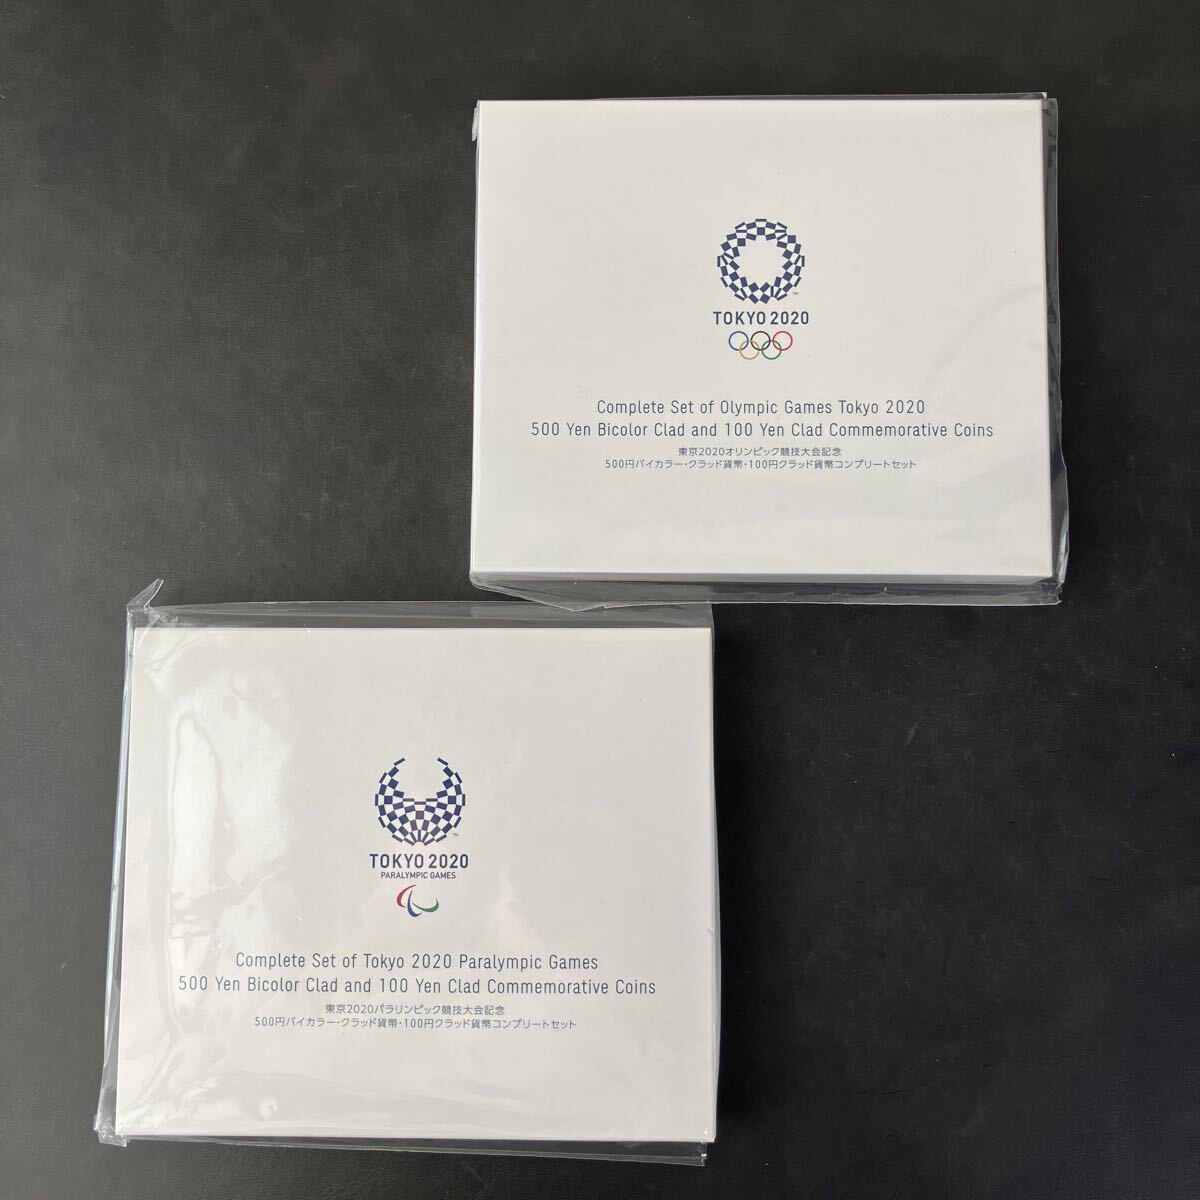 TOKYO 2020
Complete Set of Olympic Games Tokyo 2020
500 Yen Bicolor Clad and 100 Yen Clad Commemorative Coins
東京2020オリンピック競技大会記念
500円バイカラー・クラッド貨幣・100円クラッド貨幣コンプリートセット
TOKYO 2020
PARALYMPIC GAMES
Complete Set of Tokyo 2020 Paralympic Games
500 Yen Bicolor Clad and 100 Yen Clad Commemorative Coins
東京2020パラリンピック競技大会記念
500円バイカラー・クラッド貨幣・100円クラッド貨幣コンプリートセット